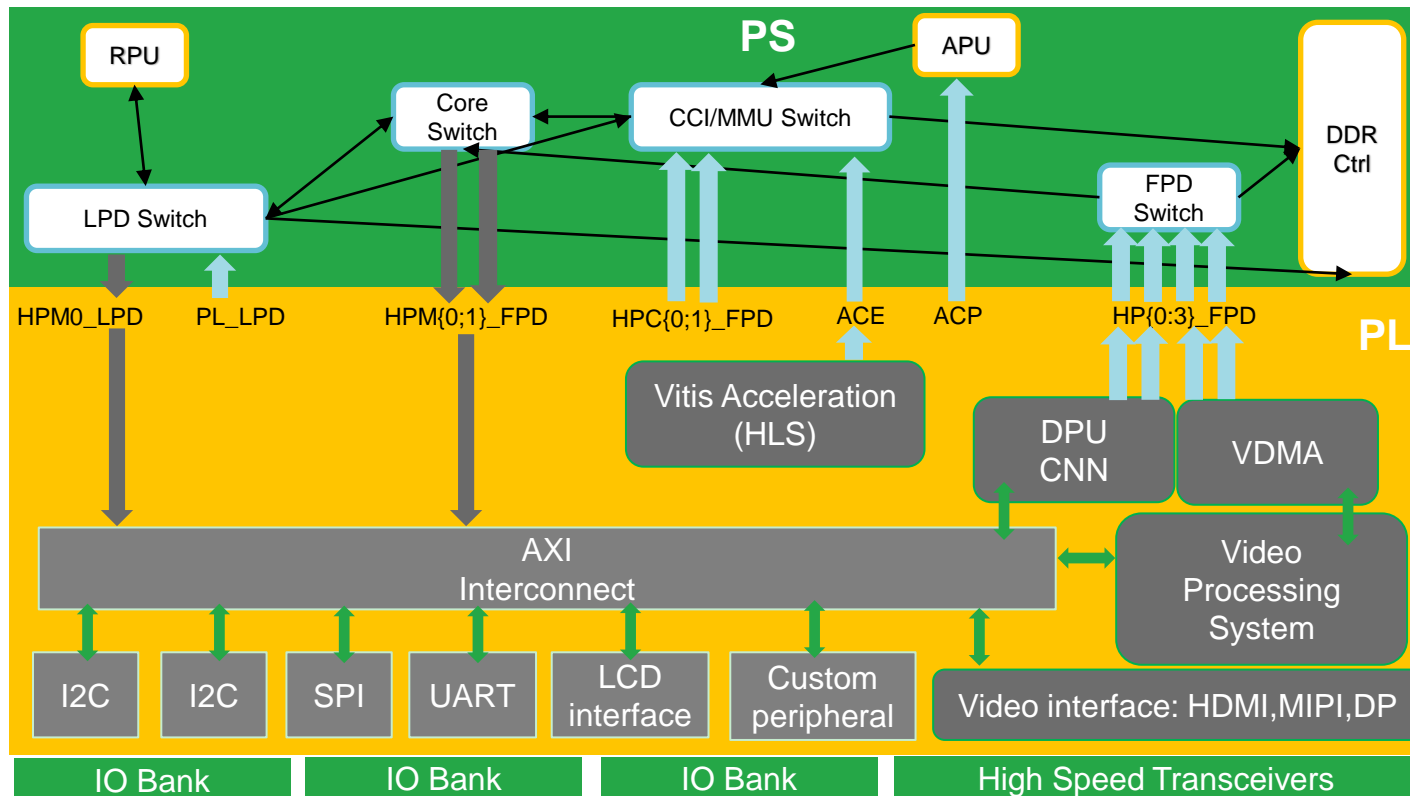 PS
RPU
APU
Core
Switch
CCI/MMU Switch
DDR
Ctrl
LPD Switch
FPD
Switch
HPM0_LPD
PL_LPD
HPM{0;1}_FPD
HPC{0;1}_FPD
ACE
ACP
HP{0:3}_FPD
PL
Vitis Acceleration
(HLS)
DPU
CNN
VDMA
AXI
Interconnect
Video
Processing
System
I2C
I2C
SPI
UART
LCD
interface
Custom
peripheral
Video interface: HDMI,MIPI,DP
IO Bank
IO Bank
IO Bank
High Speed Transceivers